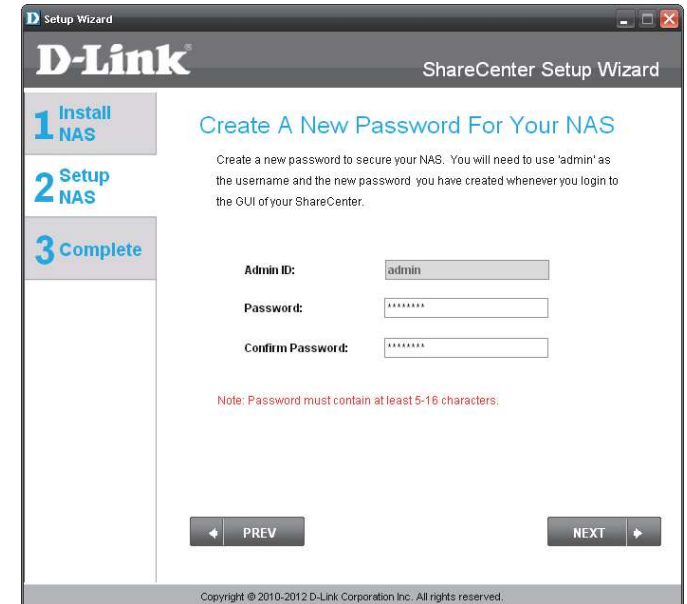 Setup Wizard
D-Link®
ShareCenter Setup Wizard
1 Install NAS
2 Setup NAS
3 Complete
Create A New Password For Your NAS
Create a new password to secure your NAS. You will need to use 'admin' as
the username and the new password you have created whenever you login to
the GUI of your ShareCenter.
Admin ID: admin
Password: ********
Confirm Password: ********
Note: Password must contain at least 5-16 characters.
PREV
NEXT
Copyright © 2010-2012 D-Link Corporation Inc. All rights reserved.